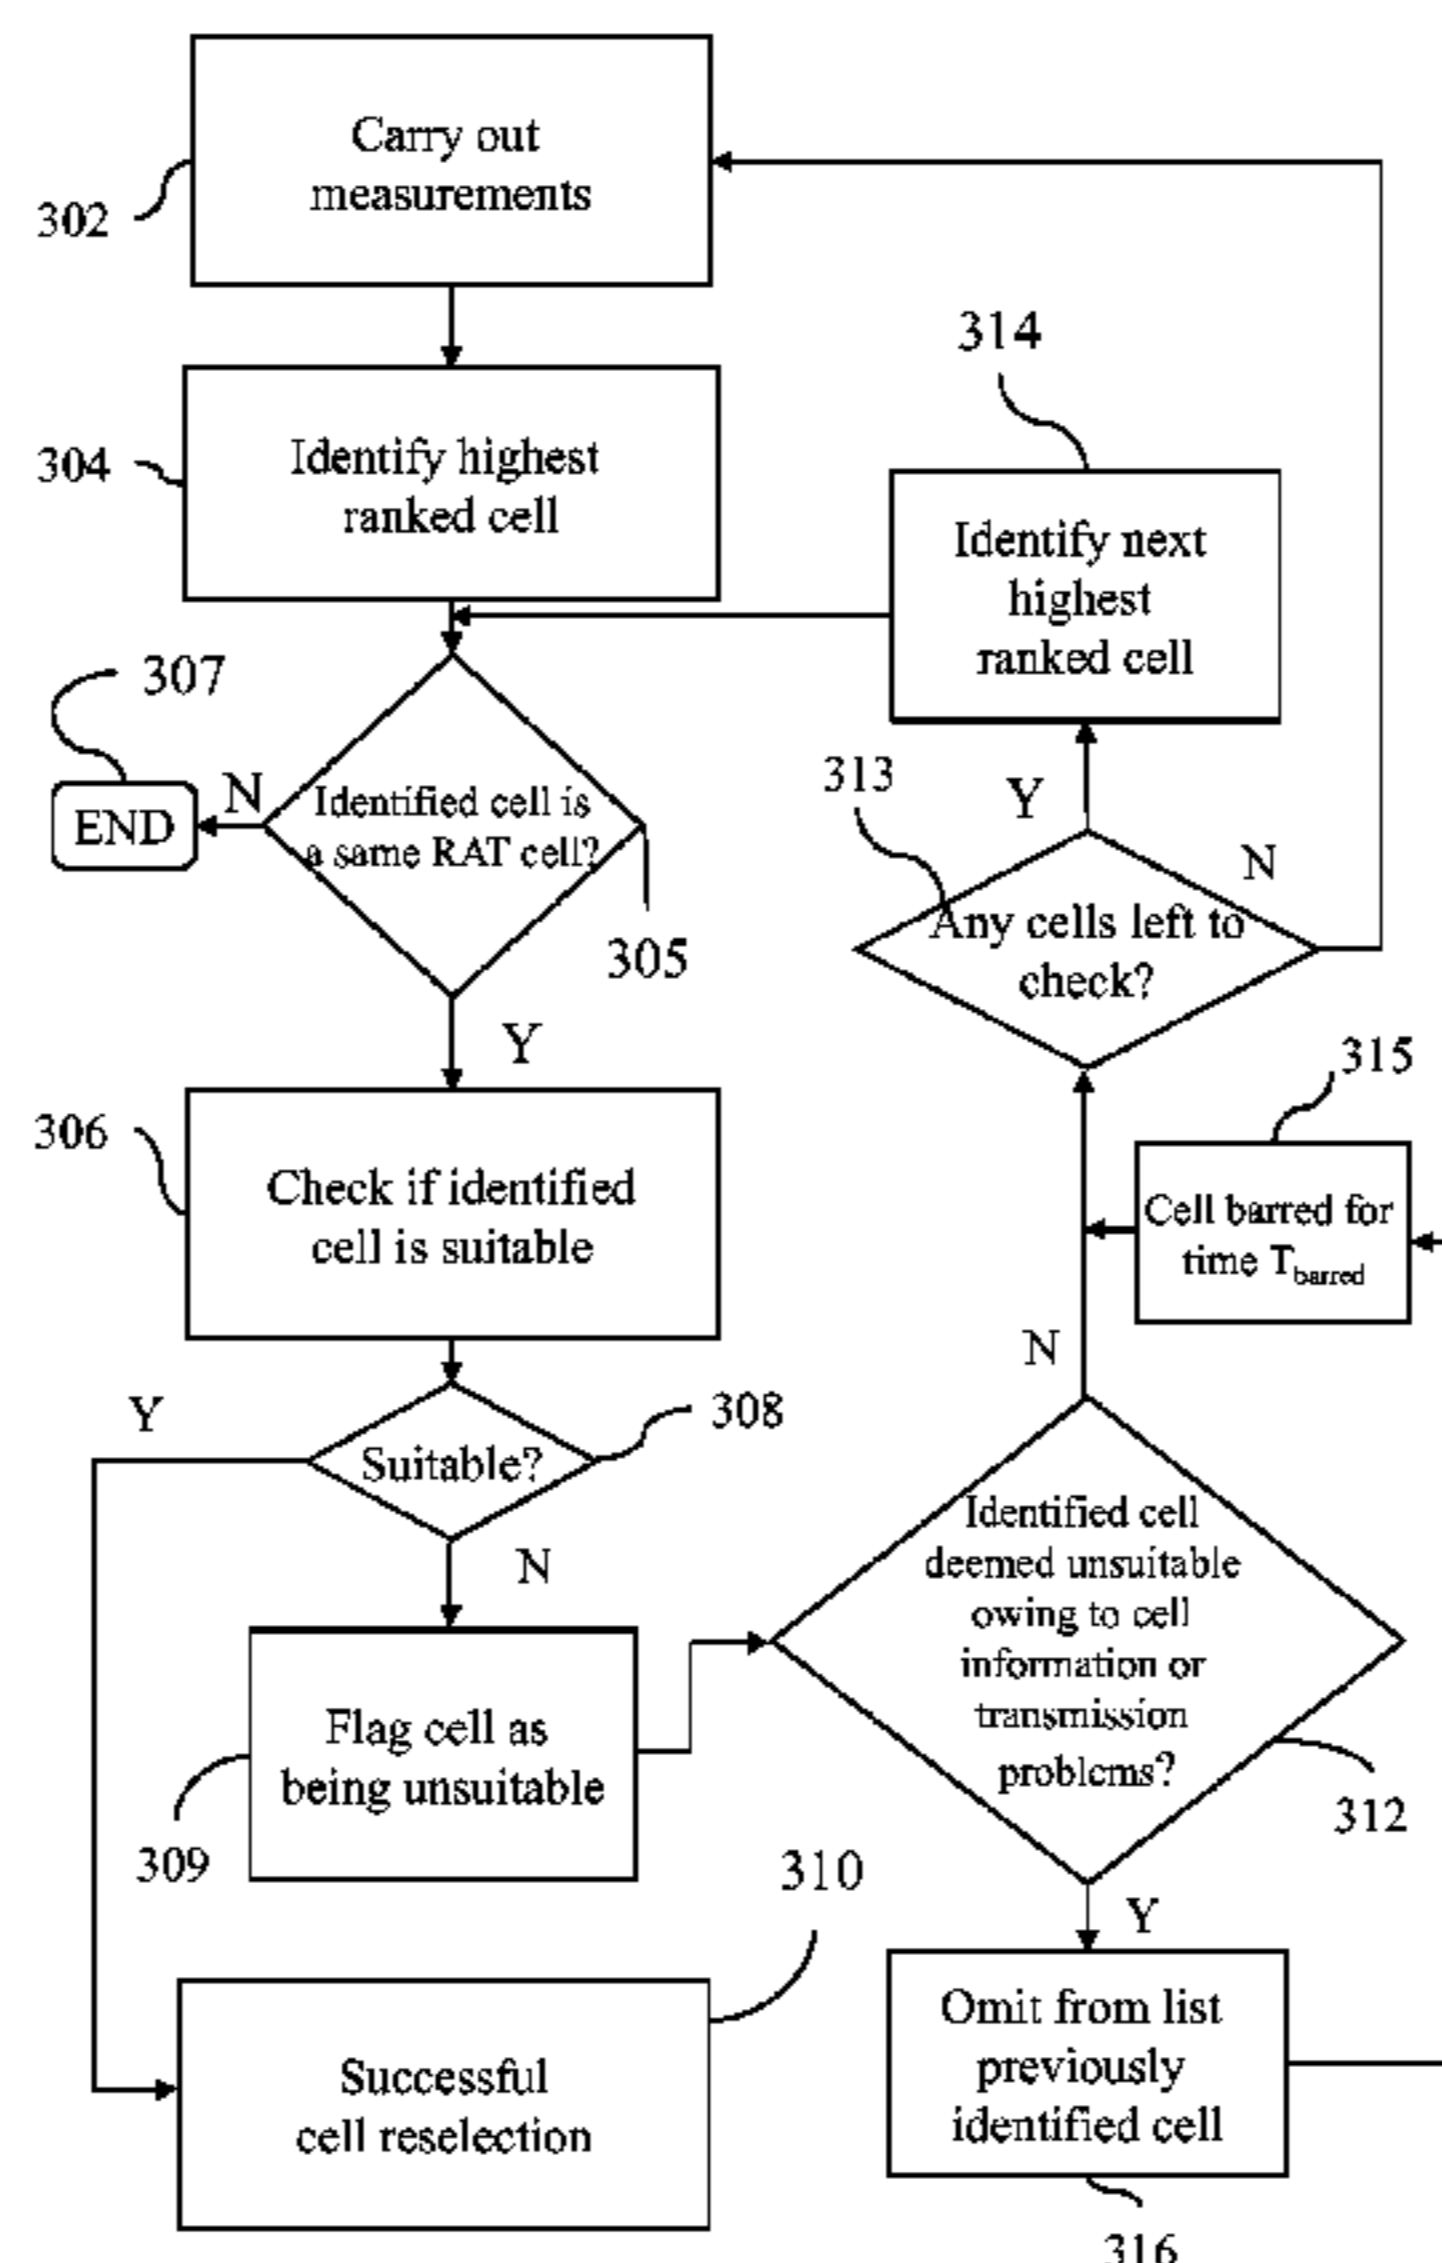 Carry out
measurements
302
314
304
Identify highest
ranked cell
Identify next
highest
ranked cell
307
313
Y
N
END
N
Identified cell is
a same RAT cell?
305
Any cells left to
check?
Y
315
306
Check if identified
cell is suitable
Cell barred for
time Tbarred
N
Y
308
Suitable?
N
Identified cell
deemed unsuitable
owing to cell
information or
transmission
problems?
312
Flag cell as
being unsuitable
309
310
Y
Successful
cell reselection
Omit from list
previously
identified cell
316